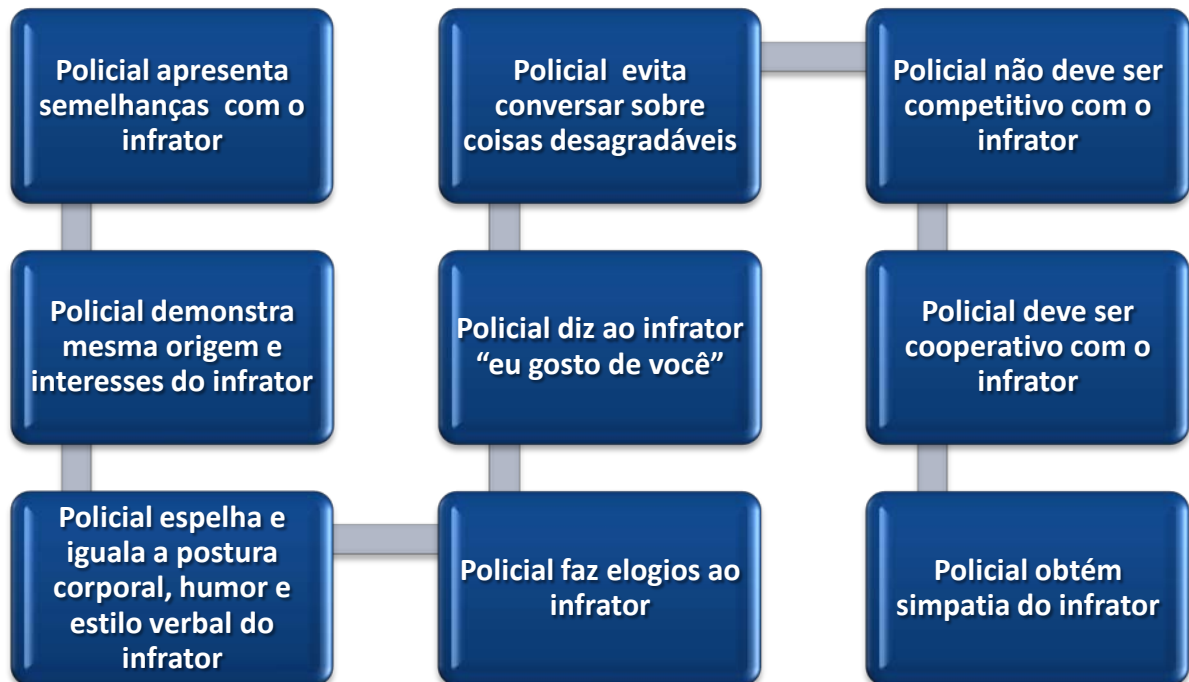 Policial apresenta
semelhanças com o
infrator
Policial demonstra
mesma origem e
interesses do infrator
Policial espelha e
iguala a postura
corporal, humor e
estilo verbal do
infrator
Policial faz elogios ao
infrator
Policial diz ao infrator
“eu gosto de você”
Policial evita
conversar sobre
coisas desagradáveis
Policial não deve ser
competitivo com o
infrator
Policial deve ser
cooperativo com o
infrator
Policial obtém
simpatia do infrator